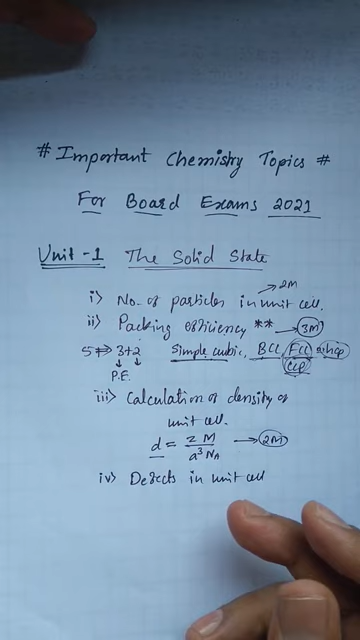 # Important Chemistry Topics #
For Board Exams 2021
Unit-1 The Solid State
i> No. of particles in unit cell. → 2M
ii> Packing efficiency ** → 3M
5 ⇒ 3+2 Simple cubic, BCC, FCC, hcp
↓ ↓ ccp
P.E.
iii> Calculation of density of
unit cell.
d = ZM / a³ NA → 2M
iv> Defects in unit cell